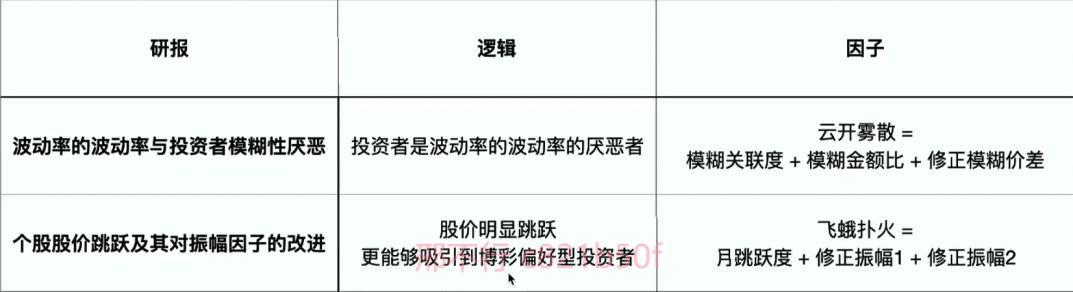 研报
逻辑
因子
波动率的波动率与投资者模糊性厌恶
投资者是波动率的波动率的厌恶者
云开雾散 =
模糊关联度 + 模糊金额比 + 修正模糊价差
个股股价跳跃及其对振幅因子的改进
股价明显跳跃
更能够吸引到博彩偏好型投资者
飞蛾扑火 =
月跳跃度 + 修正振幅1 + 修正振幅2